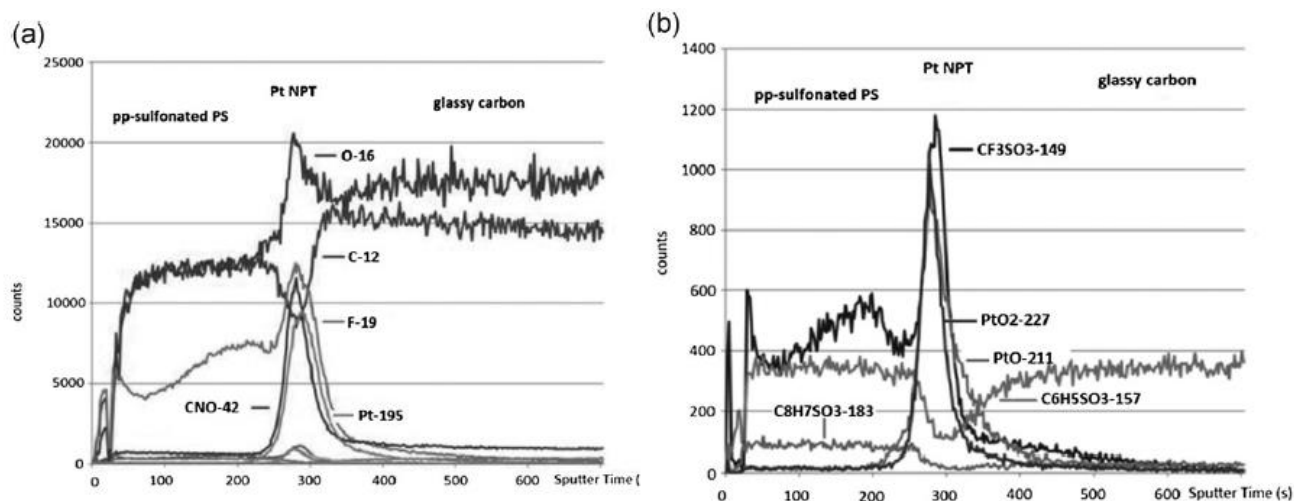 (a)
25000
20000
15000
10000
5000
0
counts
pp-sulfonated PS
Pt NPT
glassy carbon
O-16
C-12
F-19
CNO-42
Pt-195
0 100 200 300 400 500 600
Sputter Time (
(b)
1400
1200
1000
800
600
400
200
0
counts
pp-sulfonated PS
Pt NPT
glassy carbon
CF3SO3-149
PtO2-227
PtO-211
C6H5SO3-157
C8H7SO3-183
0 100 200 300 400 500 600
Sputter Time (s)